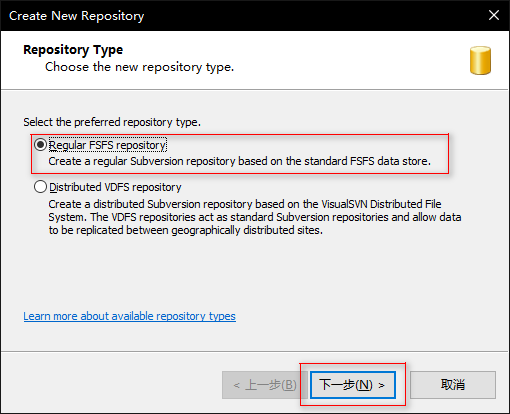 Create New Repository
Repository Type
Choose the new repository type.
Select the preferred repository type.
Regular FSFS repository
Create a regular Subversion repository based on the standard FSFS data store.
Distributed VDFS repository
Create a distributed Subversion repository based on the VisualSVN Distributed File
System. The VDFS repositories act as standard Subversion repositories and allow data
to be replicated between geographically distributed sites.
Learn more about available repository types
< 上一步(B)
下一步(N) >
取消